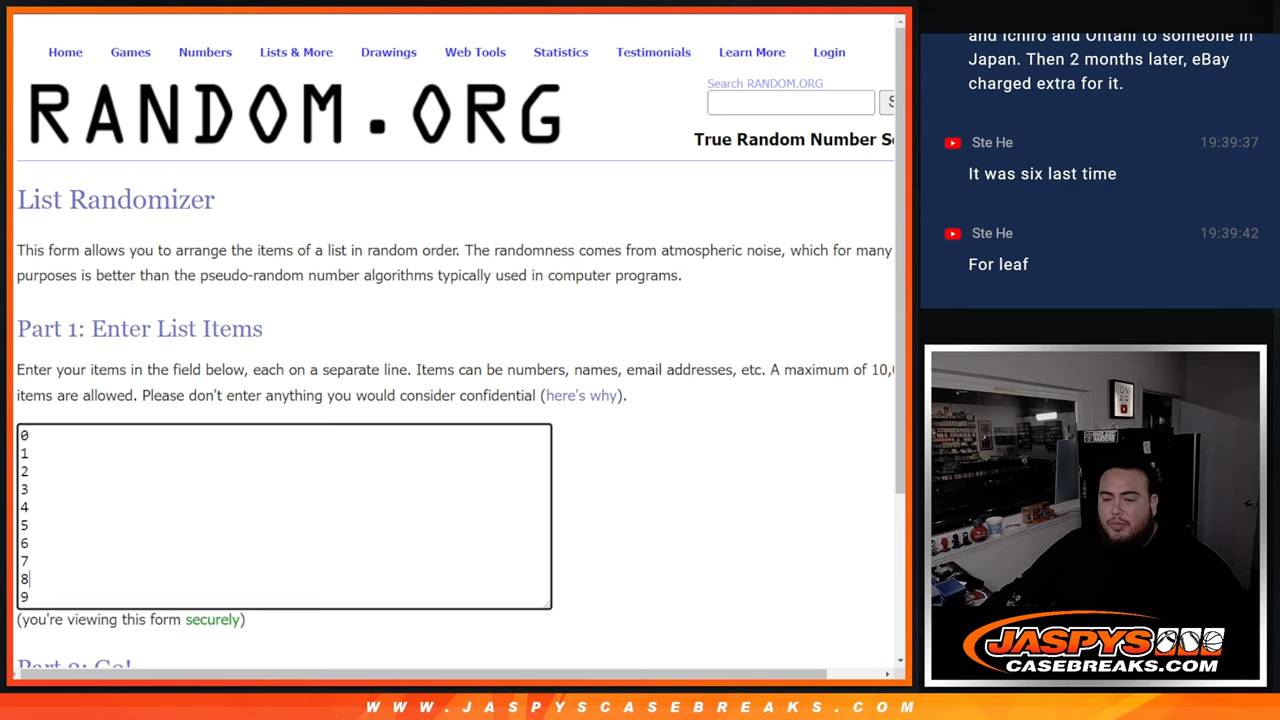 Home Games Numbers Lists & More Drawings Web Tools Statistics Testimonials Learn More Login
RANDOM.ORG
Search RANDOM.ORG
True Random Number Se
List Randomizer
This form allows you to arrange the items of a list in random order. The randomness comes from atmospheric noise, which for many
purposes is better than the pseudo-random number algorithms typically used in computer programs.
Part 1: Enter List Items
Enter your items in the field below, each on a separate line. Items can be numbers, names, email addresses, etc. A maximum of 10,
items are allowed. Please don't enter anything you would consider confidential (here's why).
0
1
2
3
4
5
6
7
8
9
(you're viewing this form securely)
Part 2: Go!
and Ichiro and Ohtani to someone in
Japan. Then 2 months later, eBay
charged extra for it.
Ste He 19:39:37
It was six last time
Ste He 19:39:42
For leaf
ON
AIR
JASPYS
CASEBREAKS.COM
WWW.JASPYSCASEBREAKS.COM